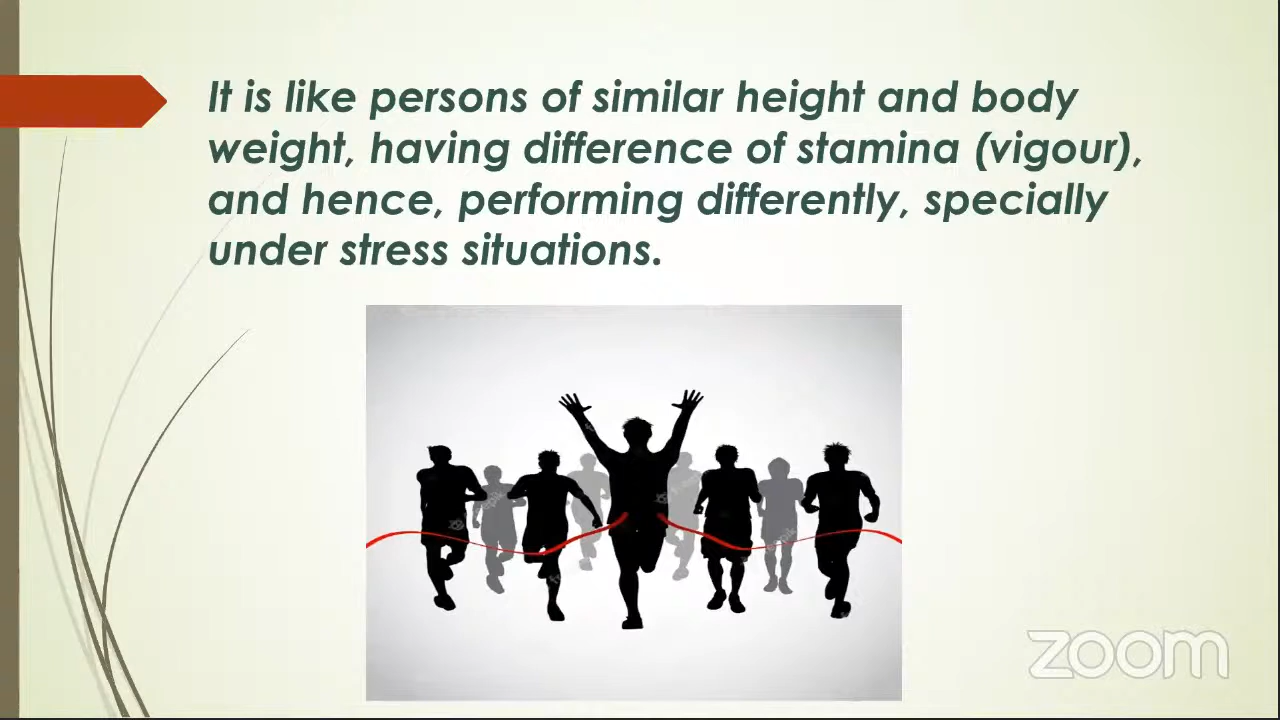 It is like persons of similar height and body
weight, having difference of stamina (vigour),
and hence, performing differently, specially
under stress situations.
zoom